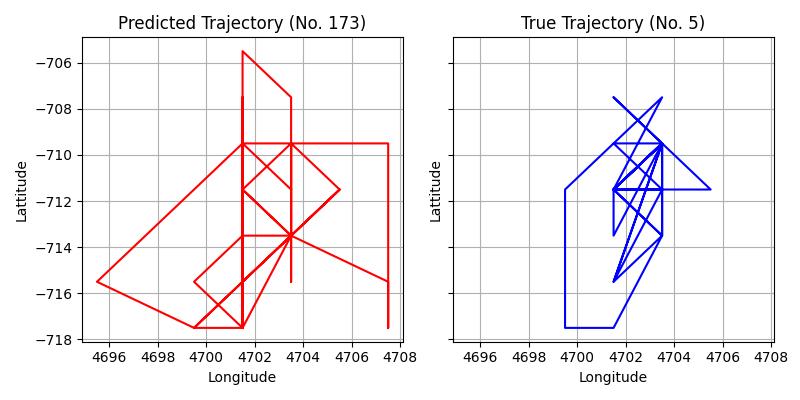 Predicted Trajectory (No. 173)
True Trajectory (No. 5)
Lattitude
−706
−708
−710
−712
−714
−716
−718
4696 4698 4700 4702 4704 4706 4708
Longitude
Lattitude
4696 4698 4700 4702 4704 4706 4708
Longitude